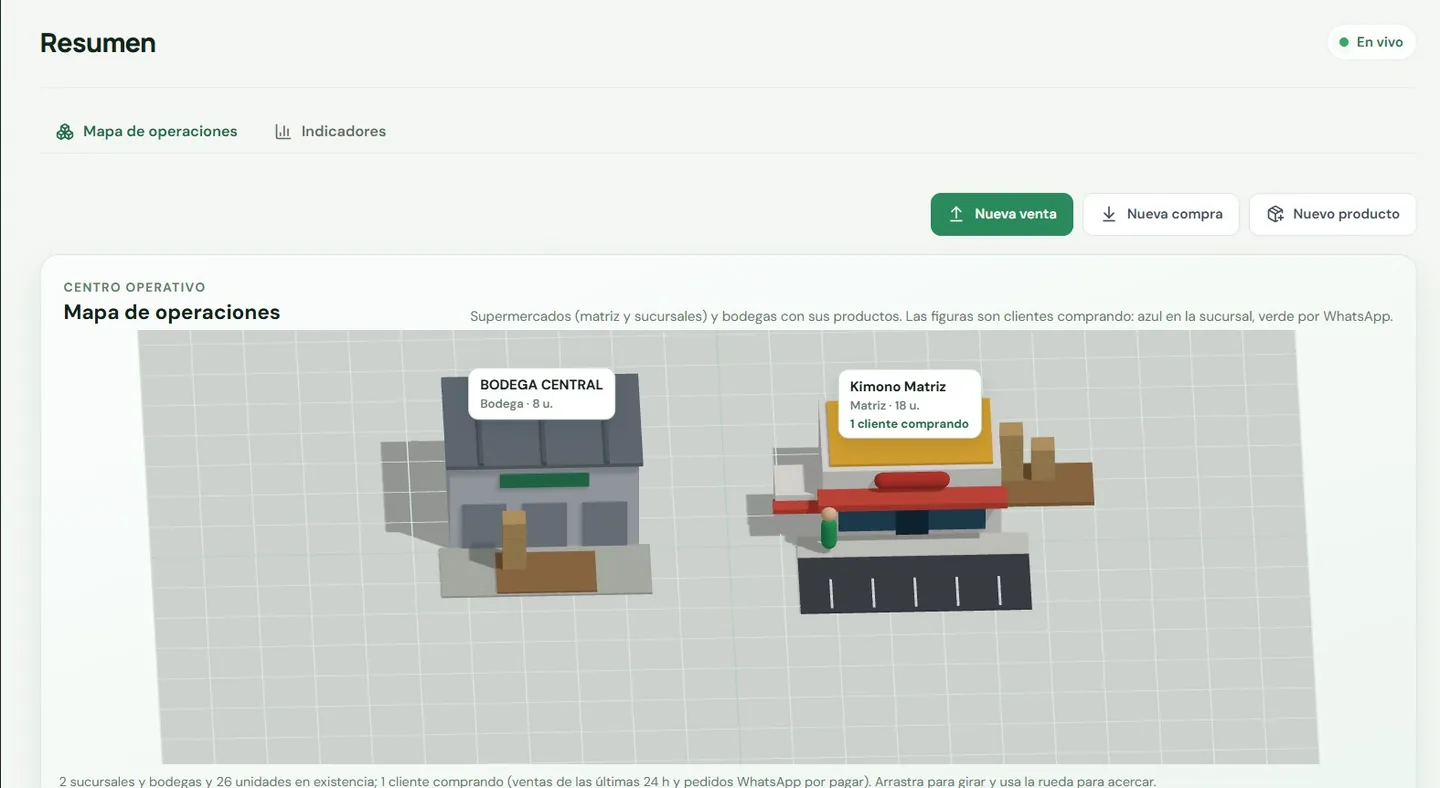 Resumen
En vivo
Mapa de operaciones
Indicadores
Nueva venta
Nueva compra
Nuevo producto
CENTRO OPERATIVO
Mapa de operaciones
Supermercados (matriz y sucursales) y bodegas con sus productos. Las figuras son clientes comprando: azul en la sucursal, verde por WhatsApp.
BODEGA CENTRAL
Bodega · 8 u.
Kimono Matriz
Matriz · 18 u.
1 cliente comprando
2 sucursales y bodegas y 26 unidades en existencia; 1 cliente comprando (ventas de las últimas 24 h y pedidos WhatsApp por pagar). Arrastra para girar y usa la rueda para acercar.